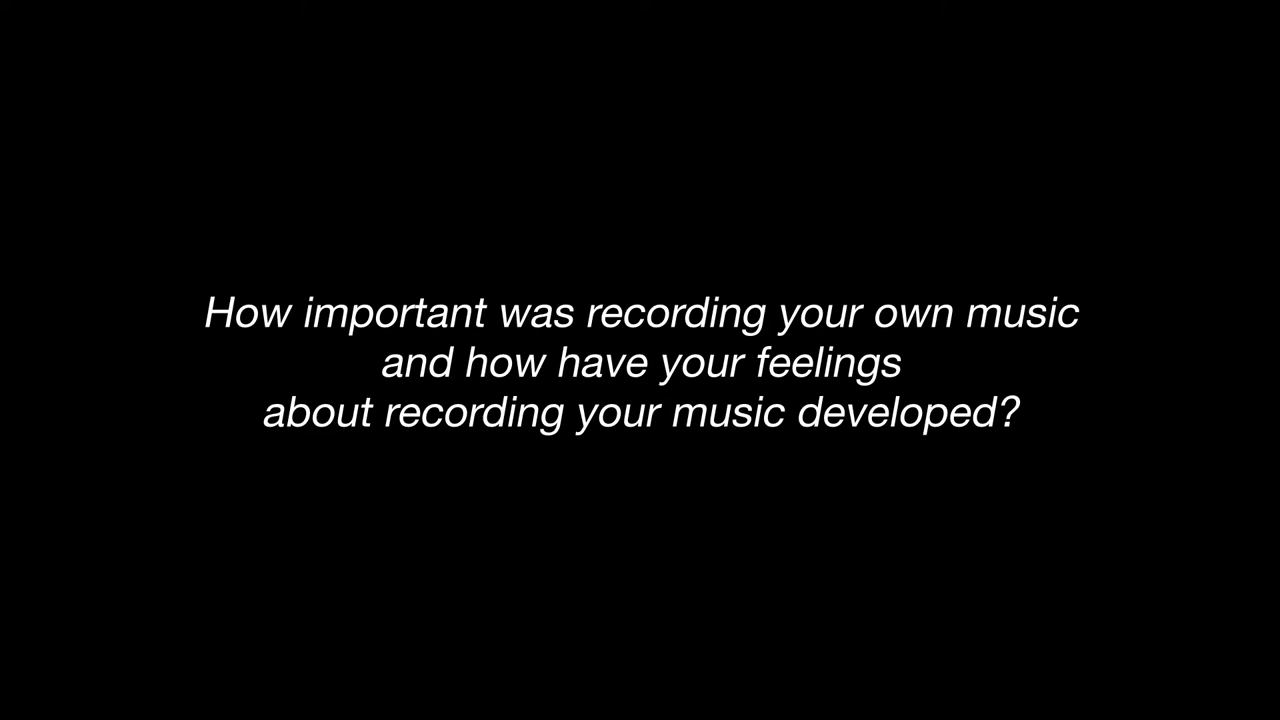 How important was recording your own music
and how have your feelings
about recording your music developed?